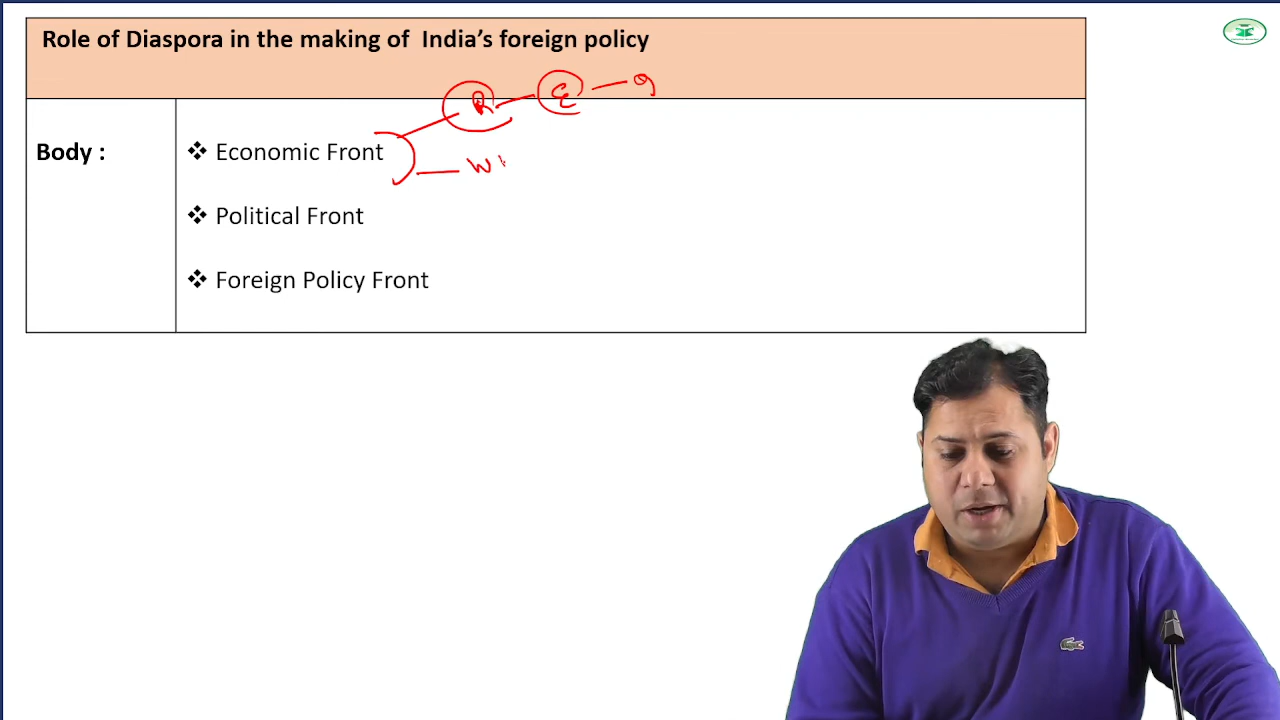 Role of Diaspora in the making of India's foreign policy
R
Body :
❖ Economic Front
❖ Political Front
❖ Foreign Policy Front